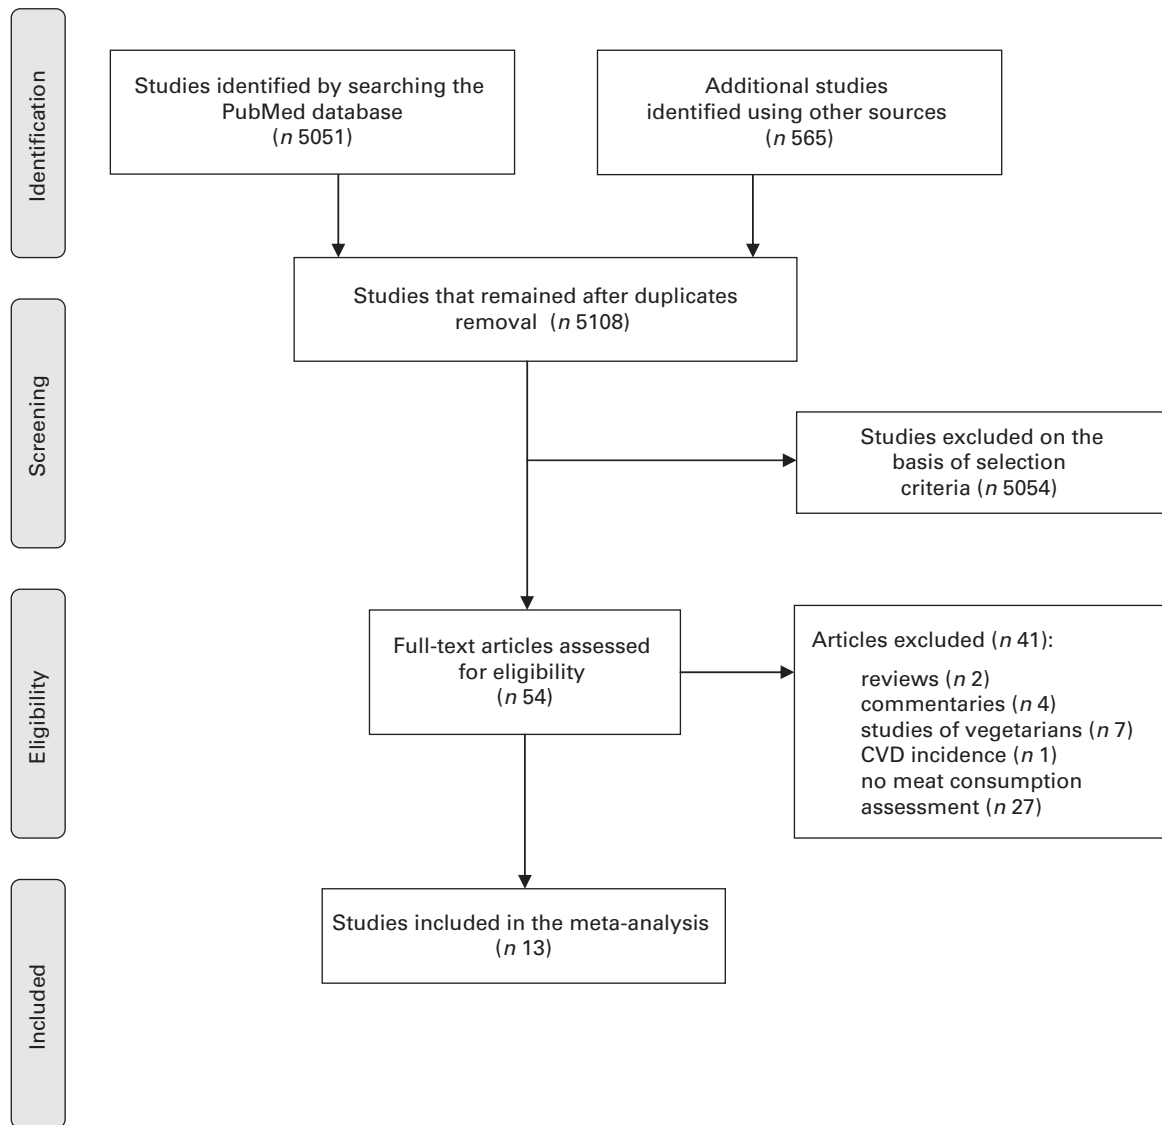 Identification
Studies identified by searching the
PubMed database
(n 5051)
Additional studies
identified using other sources
(n 565)
Studies that remained after duplicates
removal (n 5108)
Screening
Studies excluded on the
basis of selection
criteria (n 5054)
Eligibility
Full-text articles assessed
for eligibility
(n 54)
Articles excluded (n 41):
reviews (n 2)
commentaries (n 4)
studies of vegetarians (n 7)
CVD incidence (n 1)
no meat consumption
assessment (n 27)
Included
Studies included in the meta-analysis
(n 13)